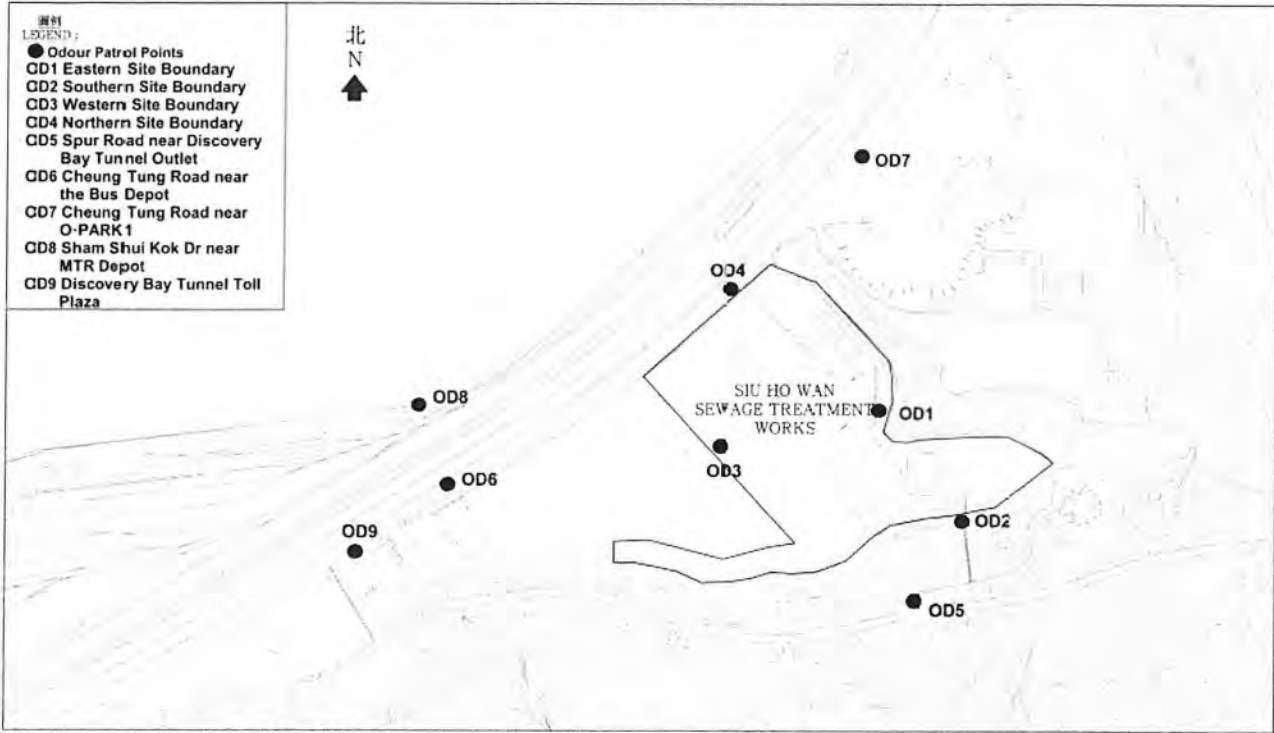 圖例
LEGEND :
Odour Patrol Points
OD1 Eastern Site Boundary
OD2 Southern Site Boundary
OD3 Western Site Boundary
OD4 Northern Site Boundary
OD5 Spur Road near Discovery
Bay Tunnel Outlet
OD6 Cheung Tung Road near
the Bus Depot
OD7 Cheung Tung Road near
O·PARK1
OD8 Sham Shui Kok Dr near
MTR Depot
OD9 Discovery Bay Tunnel Toll
Plaza
北
N
OD7
OD4
OD8
SIU HO WAN
SEWAGE TREATMENT
WORKS
OD1
OD3
OD6
OD2
OD9
OD5